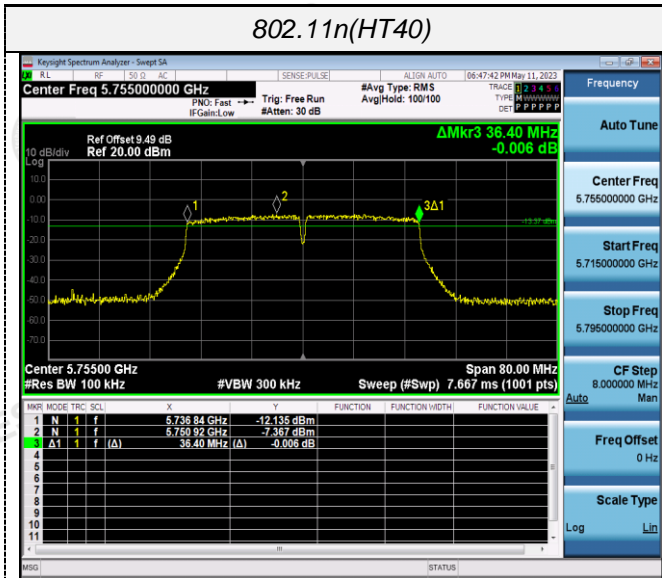 802.11n(HT40)
Keysight Spectrum Analyzer - Swept SA
RL RF 50 Ω AC SENSE:PULSE ALIGN AUTO 06:47:42 PM May 11, 2023
Center Freq 5.755000000 GHz
PNO: Fast
IFGain:Low
Trig: Free Run
#Atten: 30 dB
#Avg Type: RMS
Avg|Hold: 100/100
TRACE 1 2 3 4 5 6
TYPE M W W W W W
DET P P P P P P
Ref Offset 9.49 dB
10 dB/div Ref 20.00 dBm
Log
ΔMkr3 36.40 MHz
-0.006 dB
10.0
0.00
-10.0
-20.0
-30.0
-40.0
-50.0
-60.0
-70.0
1
2
3Δ1
-13.37 dBm
Center 5.75500 GHz Span 80.00 MHz
#Res BW 100 kHz #VBW 300 kHz Sweep (#Swp) 7.667 ms (1001 pts)
MKR MODE TRC SCL X Y FUNCTION FUNCTION WIDTH FUNCTION VALUE
1 N 1 f 5.736 84 GHz -12.135 dBm
2 N 1 f 5.750 92 GHz -7.367 dBm
3 Δ1 1 f (Δ) 36.40 MHz (Δ) -0.006 dB
4
5
6
7
8
9
10
11
MSG STATUS
Frequency
Auto Tune
Center Freq
5.755000000 GHz
Start Freq
5.715000000 GHz
Stop Freq
5.795000000 GHz
CF Step
8.000000 MHz
Auto Man
Freq Offset
0 Hz
Scale Type
Log Lin